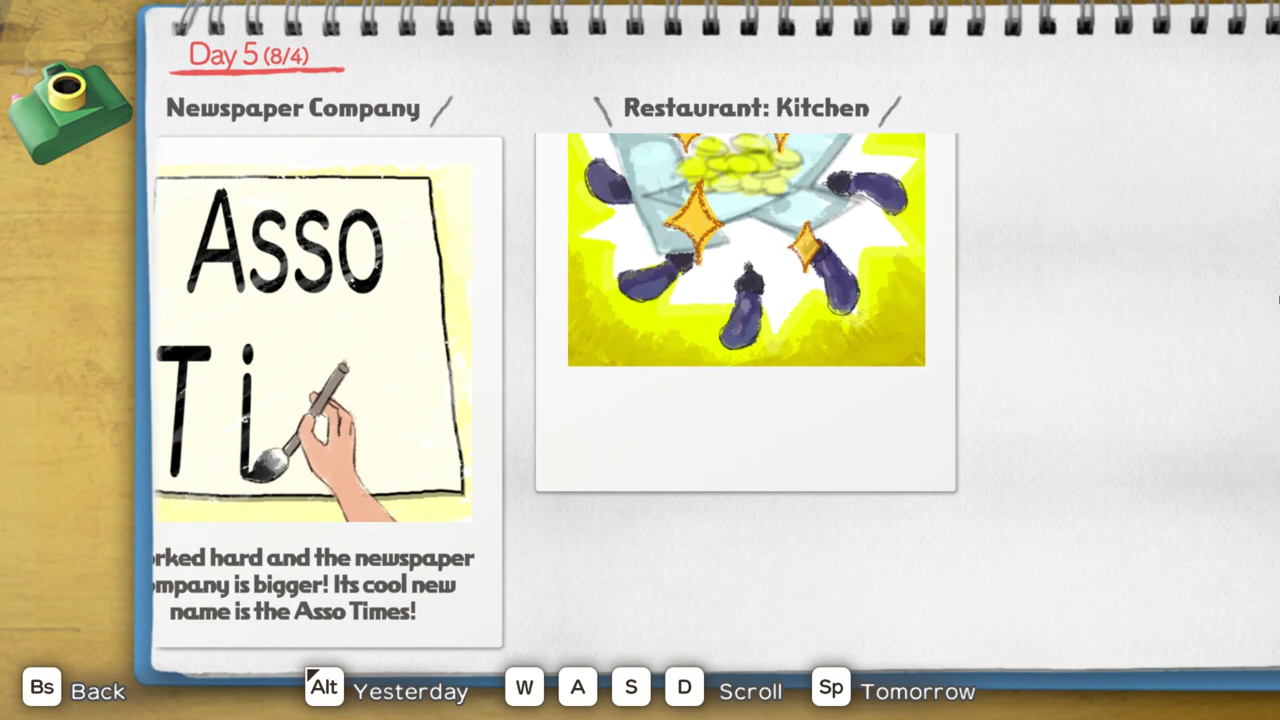 Day 5 (8/4)
Newspaper Company
Restaurant: Kitchen
Asso
Ti
orked hard and the newspaper
ompany is bigger! Its cool new
name is the Asso Times!
Bs Back
Alt Yesterday
W A S D Scroll
Sp Tomorrow